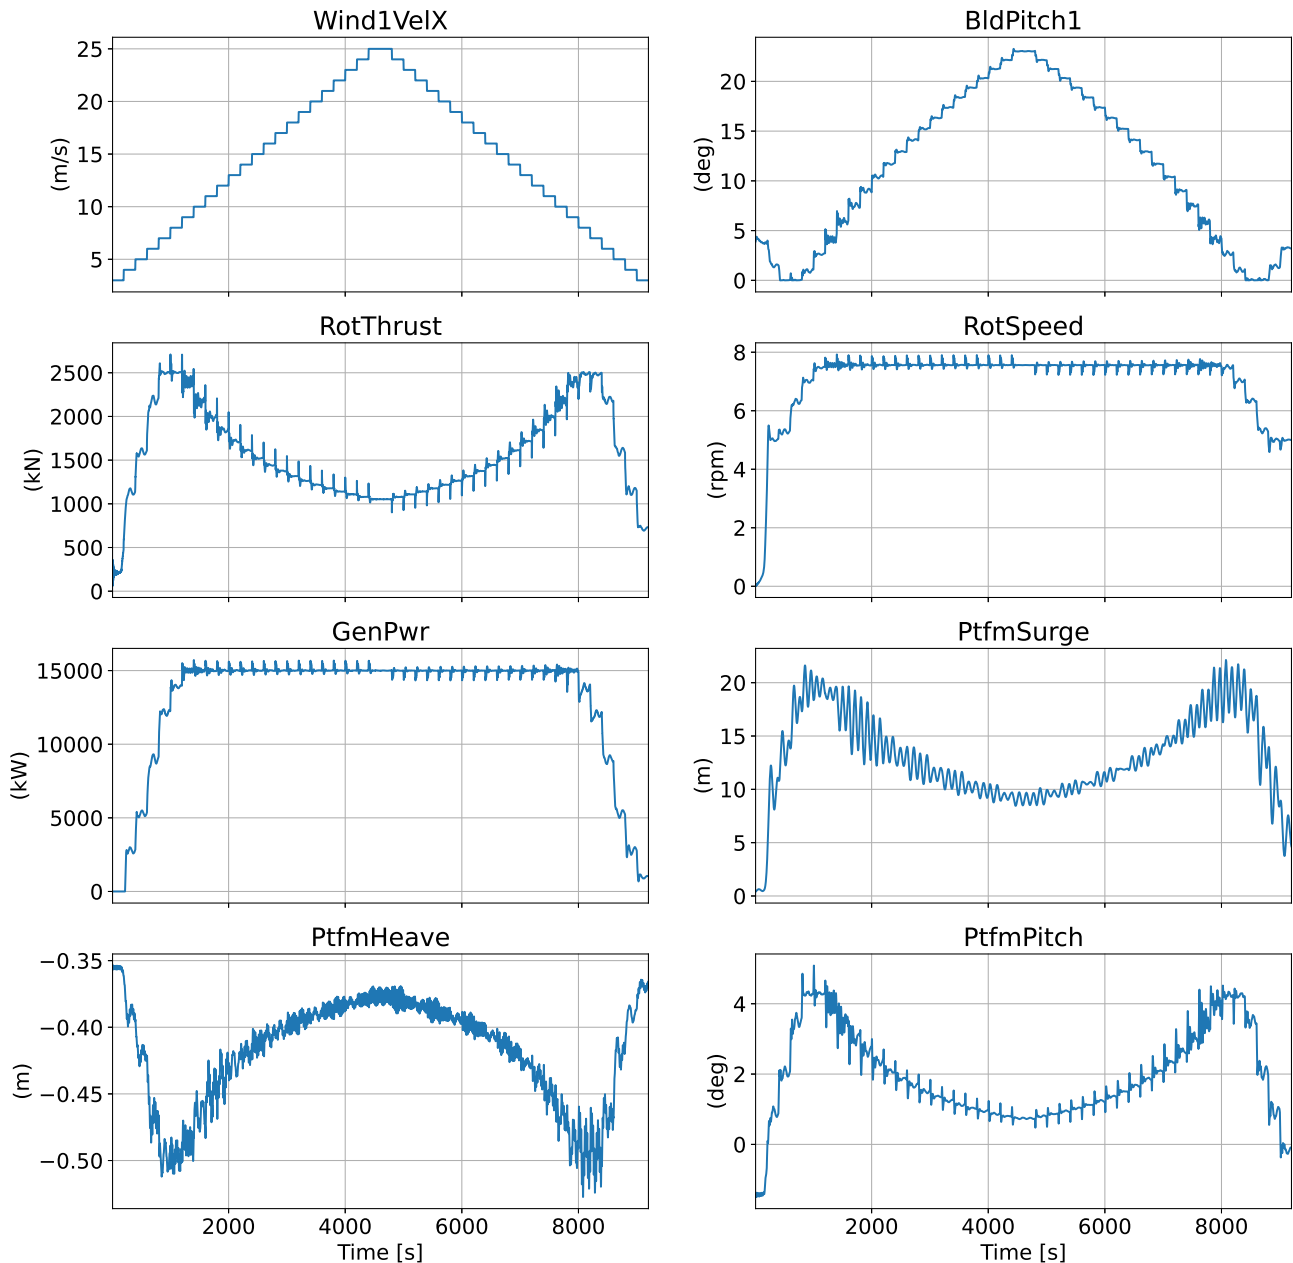 Wind1VelX
BldPitch1
25
20
15
10
5
(m/s)
20
15
10
5
0
(deg)
RotThrust
RotSpeed
2500
2000
1500
1000
500
0
(kN)
8
6
4
2
0
(rpm)
GenPwr
PtfmSurge
15000
10000
5000
0
(kW)
20
15
10
5
0
(m)
PtfmHeave
PtfmPitch
−0.35
−0.40
−0.45
−0.50
(m)
4
2
0
(deg)
2000 4000 6000 8000
Time [s]
2000 4000 6000 8000
Time [s]